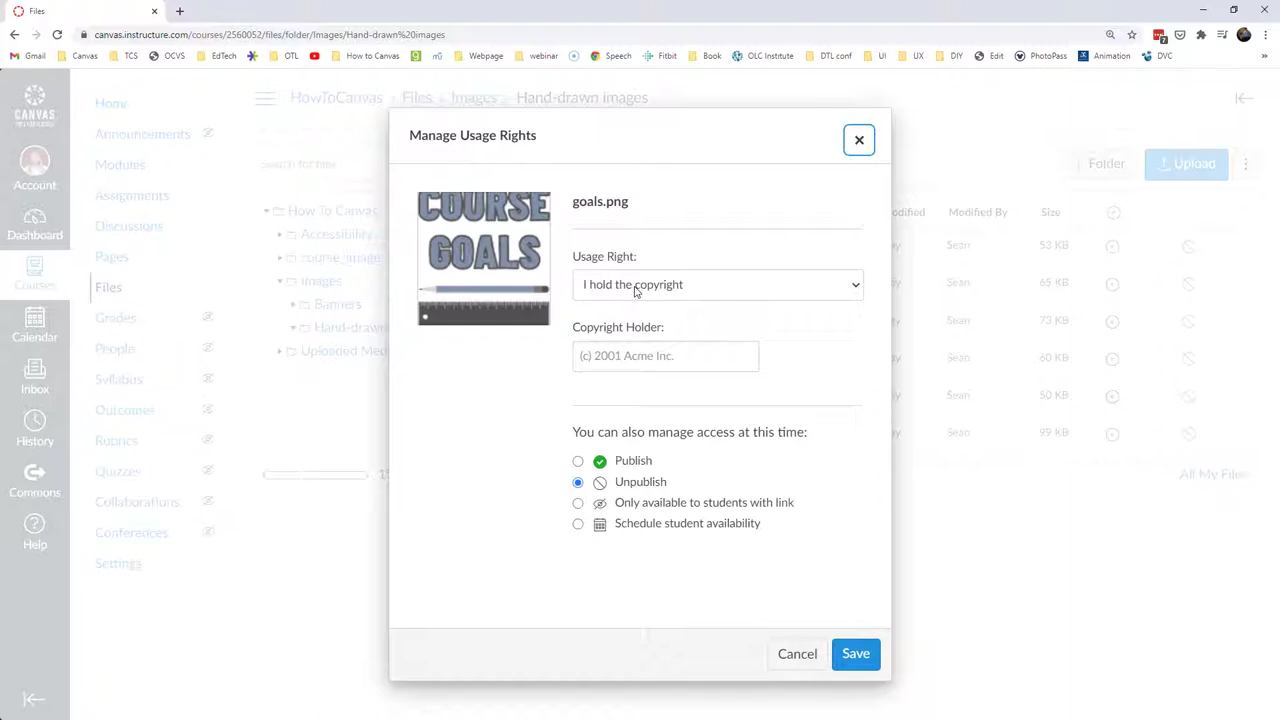 Files
canvas.instructure.com/courses/2560052/files/folder/Images/Hand-drawn%20images
7
Gmail
Canvas
TCS
OCVS
EdTech
OTL
How to Canvas
Webpage
webinar
Speech
Fitbit
Book
OLC Institute
DTL conf
UI
UX
DIY
Edit
PhotoPass
Animation
DVC
»
CANVAS
Account
Dashboard
Courses
Calendar
Inbox
History
Commons
Help
Home
Announcements
Modules
Assignments
Discussions
Pages
Files
Grades
People
Syllabus
Outcomes
Rubrics
Quizzes
Collaborations
Conferences
Settings
HowToCanvas
Files
Images
Hand-drawn images
Search for files
Folder
Upload
How To Canvas
Accessibility
course_image
Images
Banners
Hand-drawn
Uploaded Med
Modified By
Size
Sean
53 KB
Sean
65 KB
Sean
73 KB
Sean
60 KB
Sean
50 KB
Sean
99 KB
All My Files
Manage Usage Rights
COURSE
GOALS
goals.png
Usage Right:
I hold the copyright
Copyright Holder:
(c) 2001 Acme Inc.
You can also manage access at this time:
Publish
Unpublish
Only available to students with link
Schedule student availability
Cancel
Save